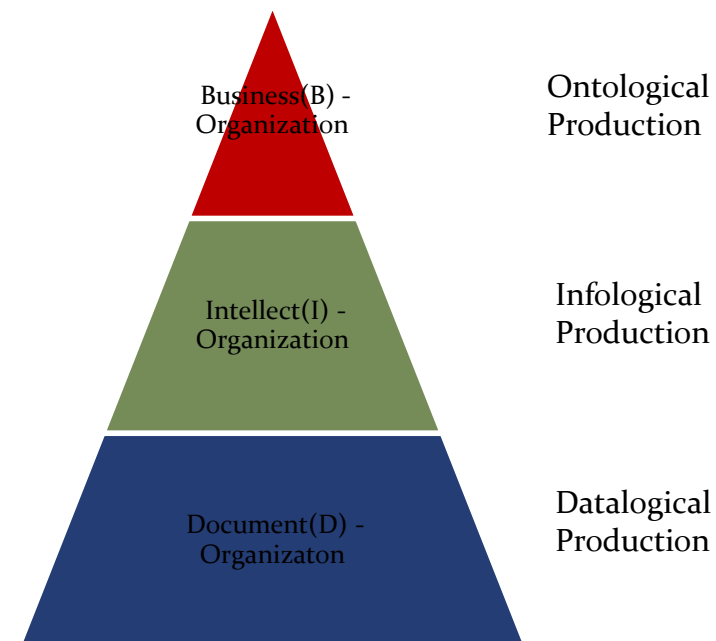 Business(B) -
Organization
Ontological
Production
Intellect(I) -
Organization
Infological
Production
Document(D) -
Organizaton
Datalogical
Production